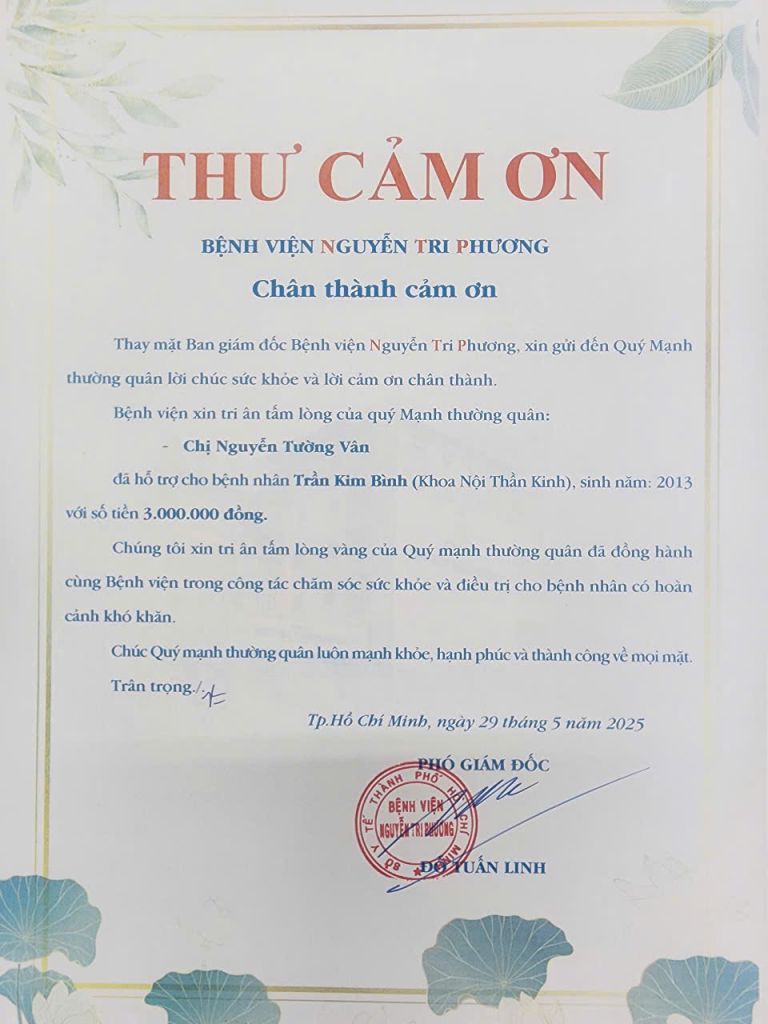 THƯ CẢM ƠN
BỆNH VIỆN NGUYỄN TRI PHƯƠNG
Chân thành cảm ơn
Thay mặt Ban giám đốc Bệnh viện Nguyễn Tri Phương, xin gửi đến Quý Mạnh
thường quân lời chúc sức khỏe và lời cảm ơn chân thành.
Bệnh viện xin tri ân tấm lòng của quý Mạnh thường quân:
- Chị Nguyễn Tường Vân
đã hỗ trợ cho bệnh nhân Trần Kim Bình (Khoa Nội Thần Kinh), sinh năm: 2013
với số tiền 3.000.000 đồng.
Chúng tôi xin tri ân tấm lòng vàng của Quý mạnh thường quân đã đồng hành
cùng Bệnh viện trong công tác chăm sóc sức khỏe và điều trị cho bệnh nhân có hoàn
cảnh khó khăn.
Chúc Quý mạnh thường quân luôn mạnh khỏe, hạnh phúc và thành công về mọi mặt.
Trân trọng./.
Tp.Hồ Chí Minh, ngày 29 tháng 5 năm 2025
PHÓ GIÁM ĐỐC
SỞ Y TẾ THÀNH PHỐ HỒ CHÍ MINH
BỆNH VIỆN
NGUYỄN TRI PHƯƠNG
ĐỖ TUẤN LINH